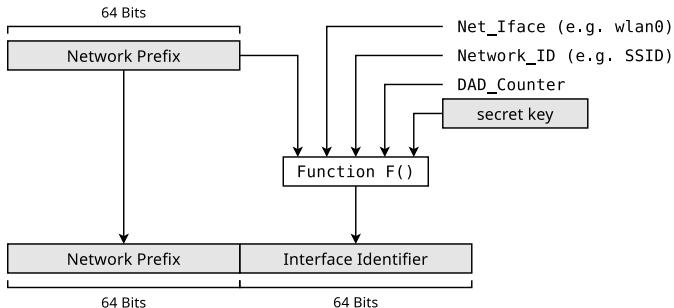 64 Bits
Net_Iface (e.g. wlan0)
Network Prefix
Network_ID (e.g. SSID)
DAD_Counter
secret key
Function F()
Network Prefix
Interface Identifier
64 Bits
64 Bits